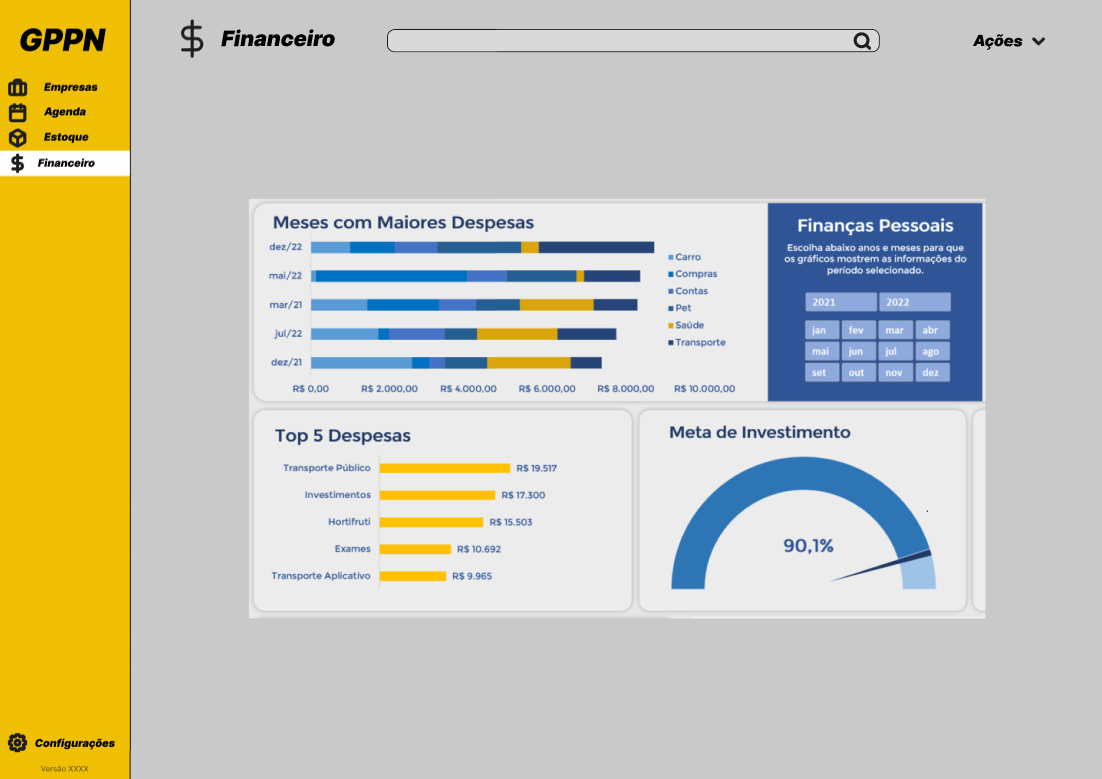 GPPN
Empresas
Agenda
Estoque
Financeiro
Configurações
Versão XXXX
Financeiro
Ações
Meses com Maiores Despesas
dez/22
mai/22
mar/21
jul/22
dez/21
R$ 0,00 R$ 2.000,00 R$ 4.000,00 R$ 6.000,00 R$ 8.000,00 R$ 10.000,00
Carro
Compras
Contas
Pet
Saúde
Transporte
Finanças Pessoais
Escolha abaixo anos e meses para que
os gráficos mostrem as informações do
período selecionado.
2021 2022
jan fev mar abr
mai jun jul ago
set out nov dez
Top 5 Despesas
Transporte Público R$ 19.517
Investimentos R$ 17.300
Hortifruti R$ 15.503
Exames R$ 10.692
Transporte Aplicativo R$ 9.965
Meta de Investimento
90,1%